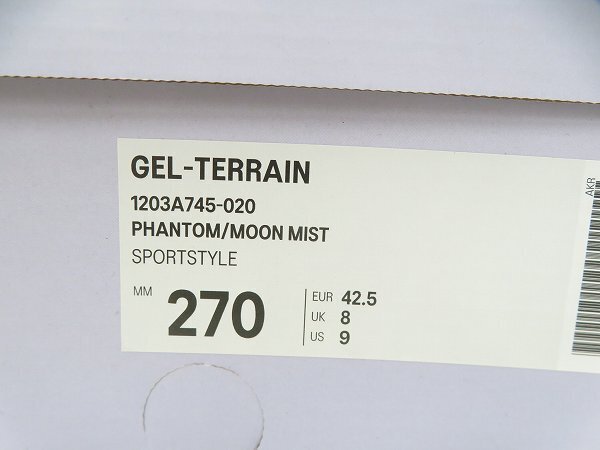 GEL-TERRAIN
1203A745-020
PHANTOM/MOON MIST
SPORTSTYLE
MM 270
EUR 42.5
UK 8
US 9
AKR